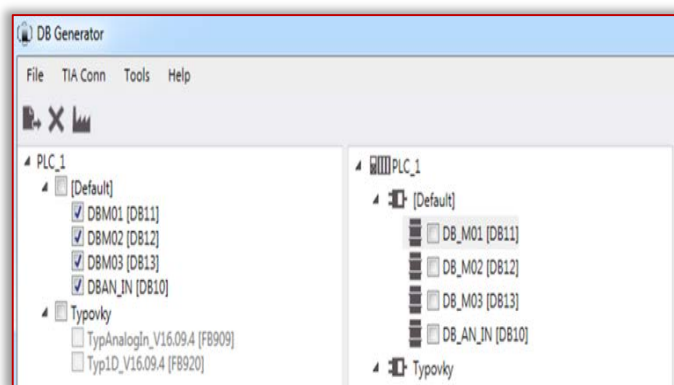 DB Generator
File TIA Conn Tools Help
PLC_1
[Default]
DBM01 [DB11]
DBM02 [DB12]
DBM03 [DB13]
DBAN_IN [DB10]
Typovky
TypAnalogIn_V16.09.4 [FB909]
Typ1D_V16.09.4 [FB920]
PLC_1
[Default]
DB_M01 [DB11]
DB_M02 [DB12]
DB_M03 [DB13]
DB_AN_IN [DB10]
Typovky